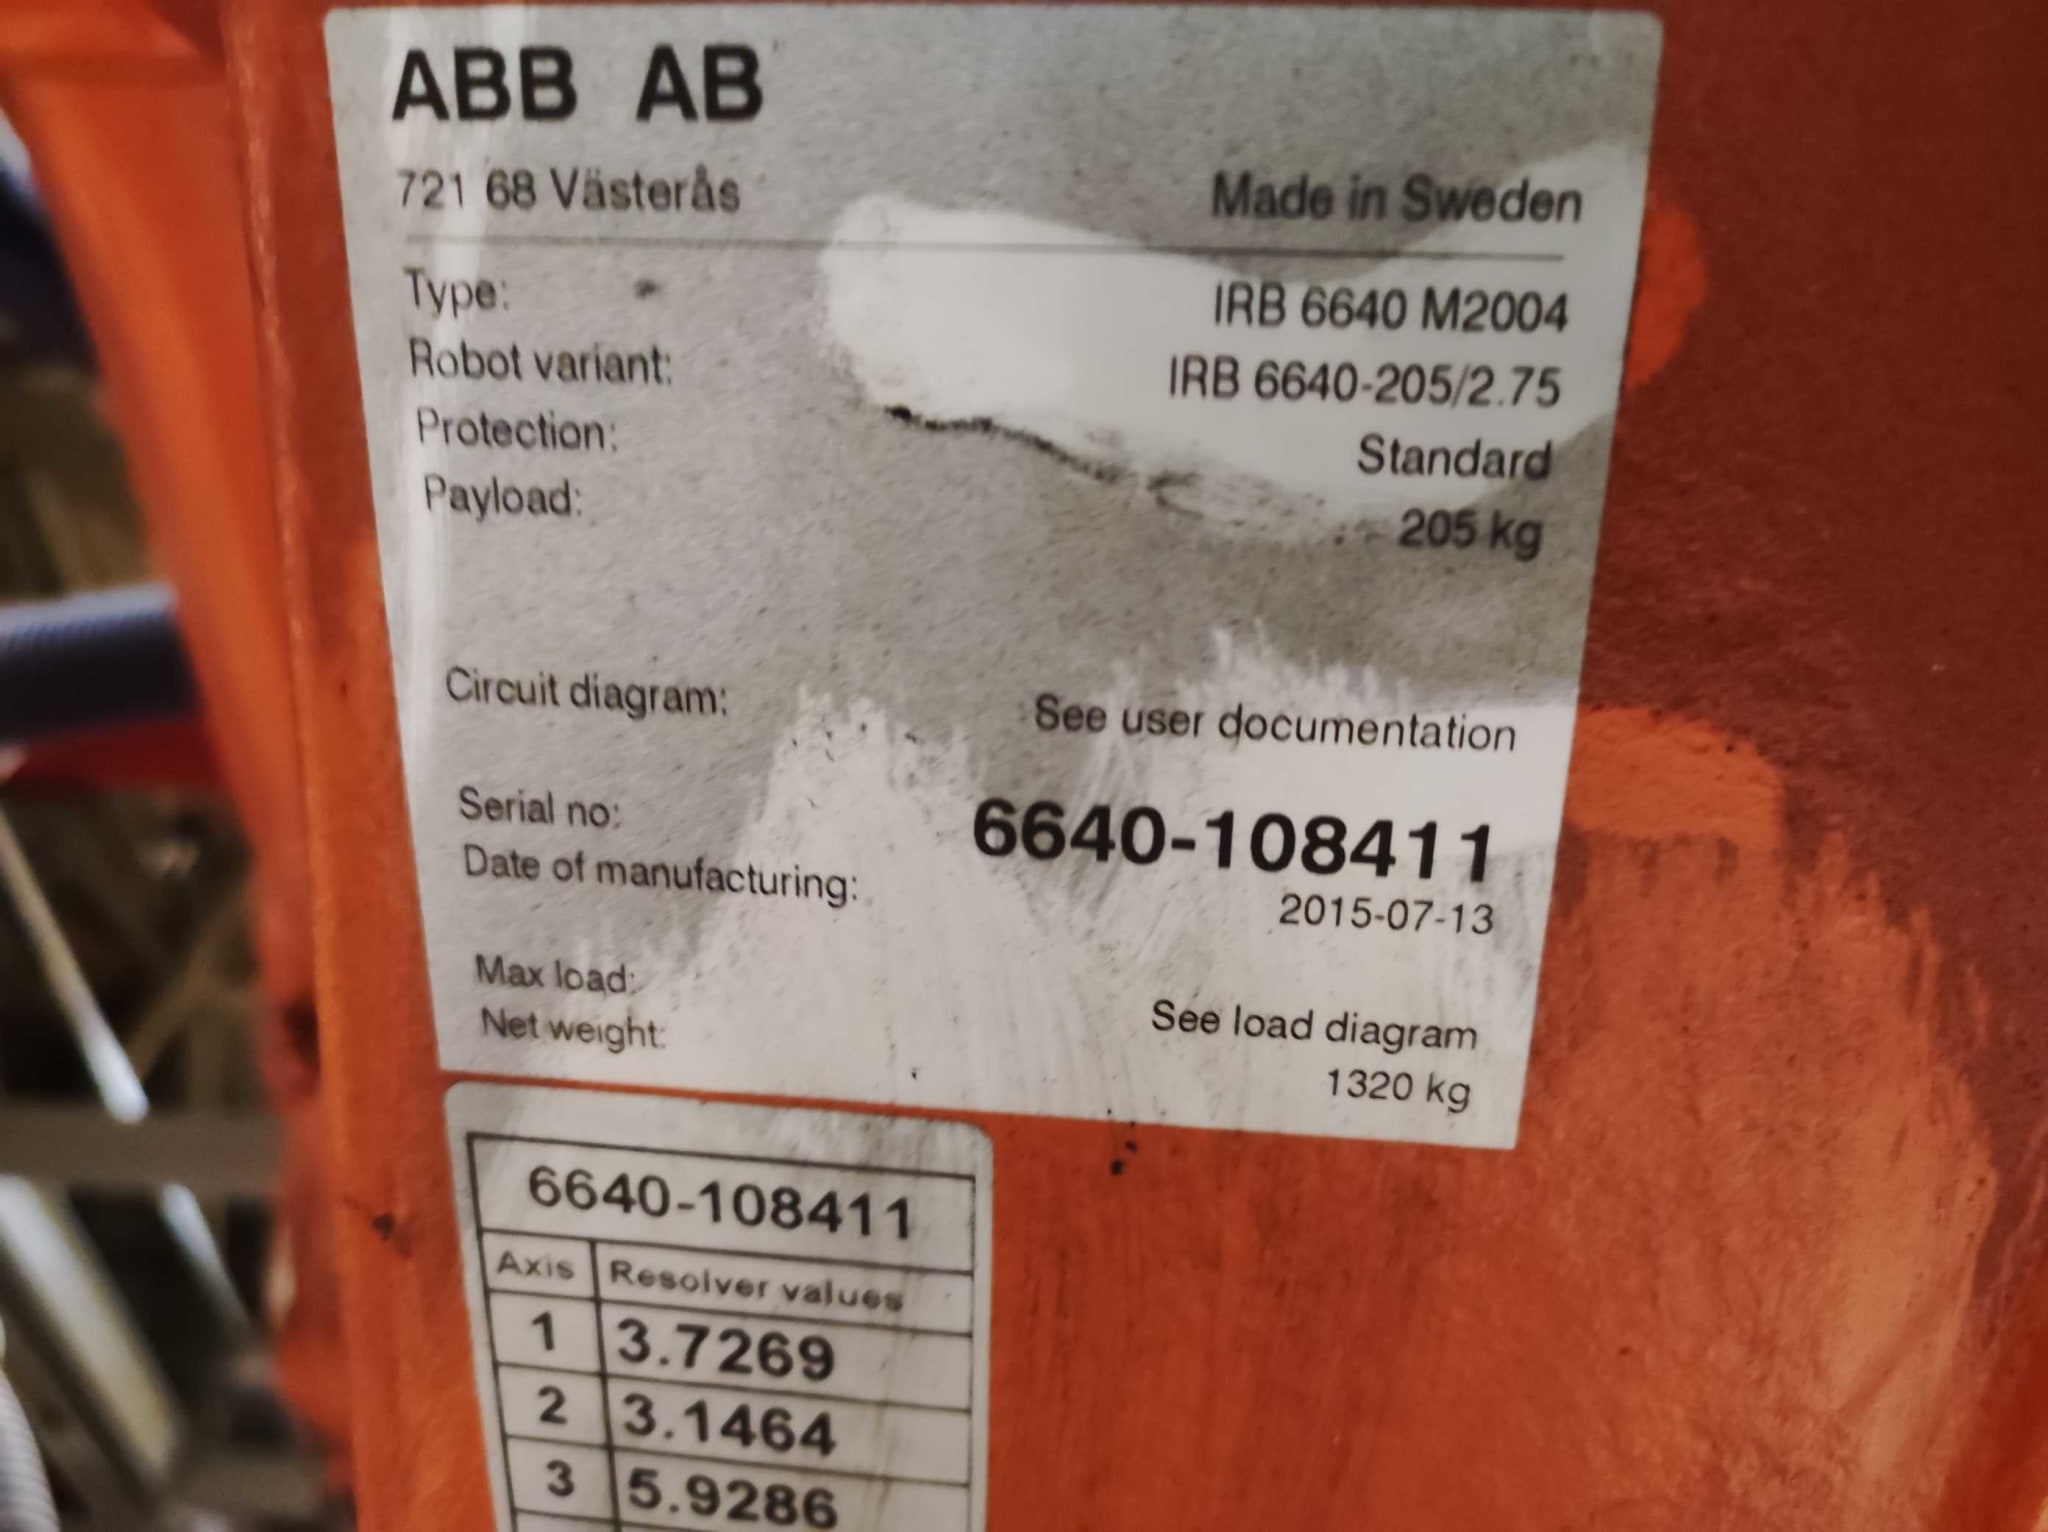 ABB AB
721 68 Västerås Made in Sweden
Type: IRB 6640 M2004
Robot variant: IRB 6640-205/2.75
Protection: Standard
Payload: 205 kg
Circuit diagram: See user documentation
Serial no: 6640-108411
Date of manufacturing: 2015-07-13
Max load: See load diagram
Net weight: 1320 kg
6640-108411
Axis Resolver values
1 3.7269
2 3.1464
3 5.9286